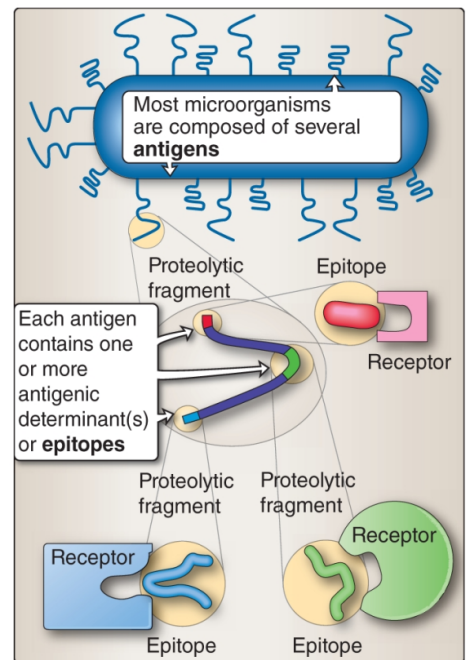 Most microorganisms
are composed of several
antigens
Proteolytic
fragment
Epitope
Receptor
Each antigen
contains one
or more
antigenic
determinant(s)
or epitopes
Proteolytic
fragment
Proteolytic
fragment
Receptor
Epitope
Receptor
Epitope